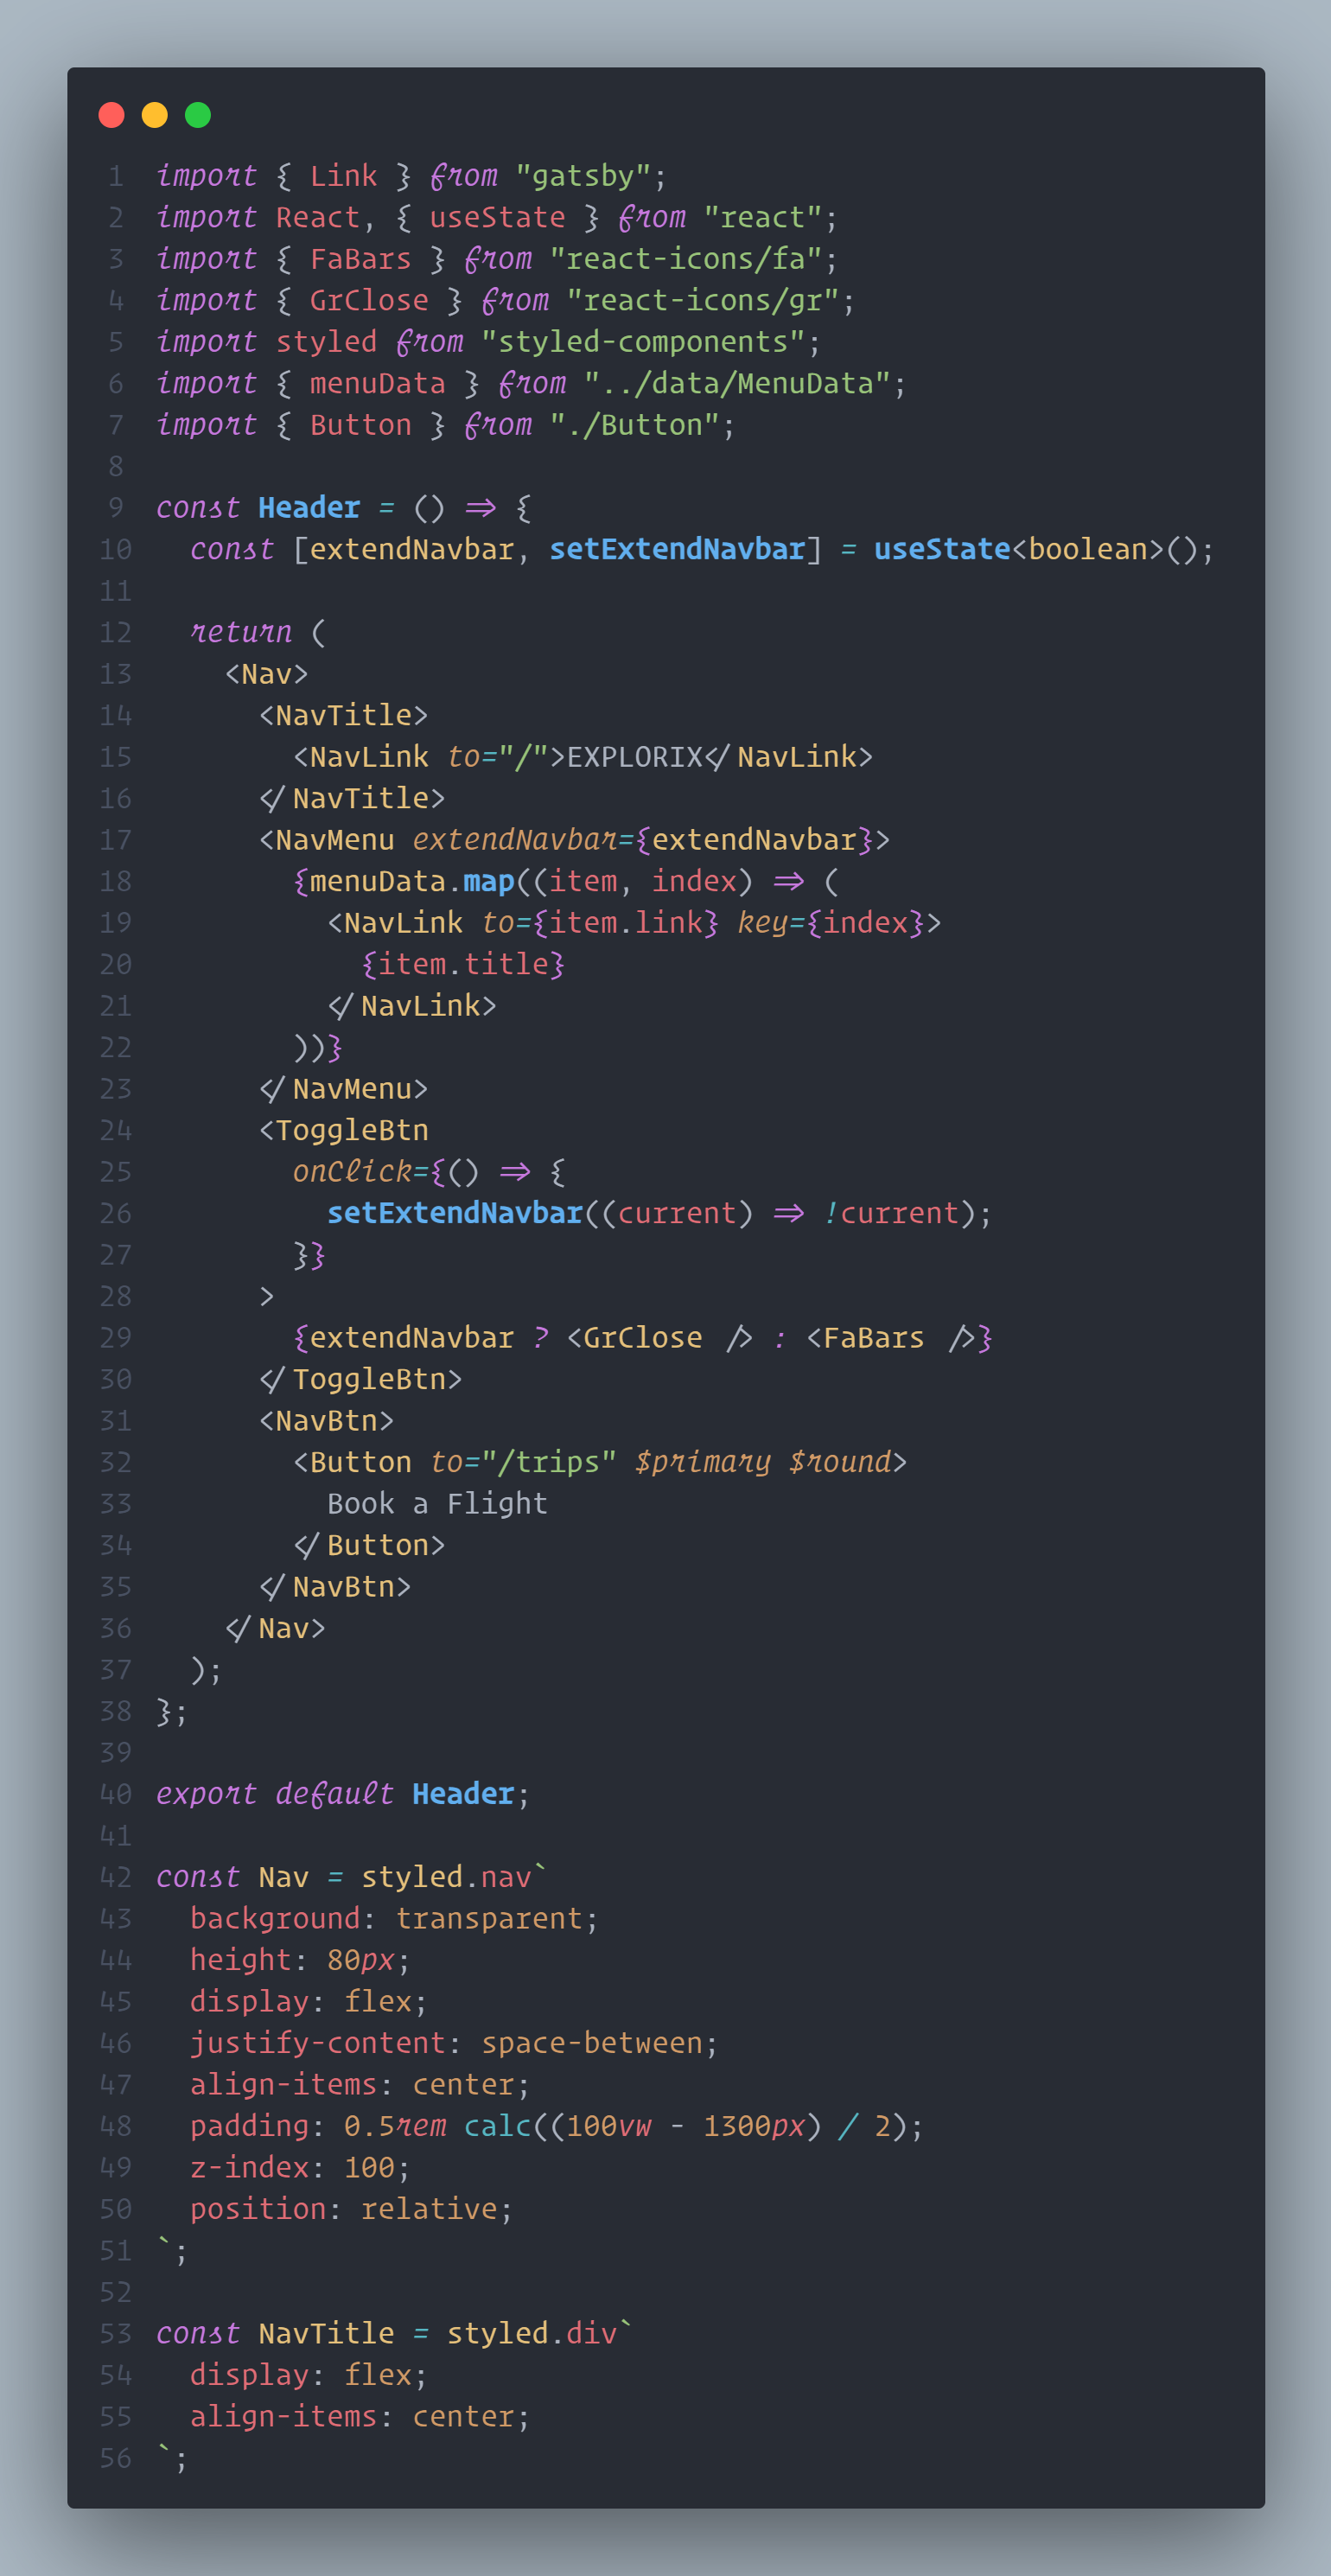 1 import { Link } from "gatsby";
2 import React, { useState } from "react";
3 import { FaBars } from "react-icons/fa";
4 import { GrClose } from "react-icons/gr";
5 import styled from "styled-components";
6 import { menuData } from "../data/MenuData";
7 import { Button } from "./Button";
8
9 const Header = () => {
10   const [extendNavbar, setExtendNavbar] = useState<boolean>();
11
12   return (
13     <Nav>
14       <NavTitle>
15         <NavLink to="/">EXPLORIX</NavLink>
16       </NavTitle>
17       <NavMenu extendNavbar={extendNavbar}>
18         {menuData.map((item, index) => (
19           <NavLink to={item.link} key={index}>
20             {item.title}
21           </NavLink>
22         ))}
23       </NavMenu>
24       <ToggleBtn
25         onClick={() => {
26           setExtendNavbar((current) => !current);
27         }}
28       >
29         {extendNavbar ? <GrClose /> : <FaBars />}
30       </ToggleBtn>
31       <NavBtn>
32         <Button to="/trips" $primary $round>
33           Book a Flight
34         </Button>
35       </NavBtn>
36     </Nav>
37   );
38 };
39
40 export default Header;
41
42 const Nav = styled.nav`
43   background: transparent;
44   height: 80px;
45   display: flex;
46   justify-content: space-between;
47   align-items: center;
48   padding: 0.5rem calc((100vw - 1300px) / 2);
49   z-index: 100;
50   position: relative;
51 `;
52
53 const NavTitle = styled.div`
54   display: flex;
55   align-items: center;
56 `;